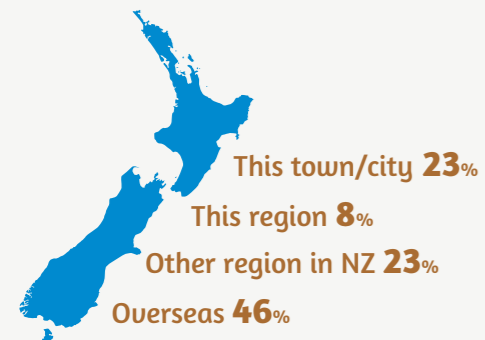 This town/city 23%
This region 8%
Other region in NZ 23%
Overseas 46%